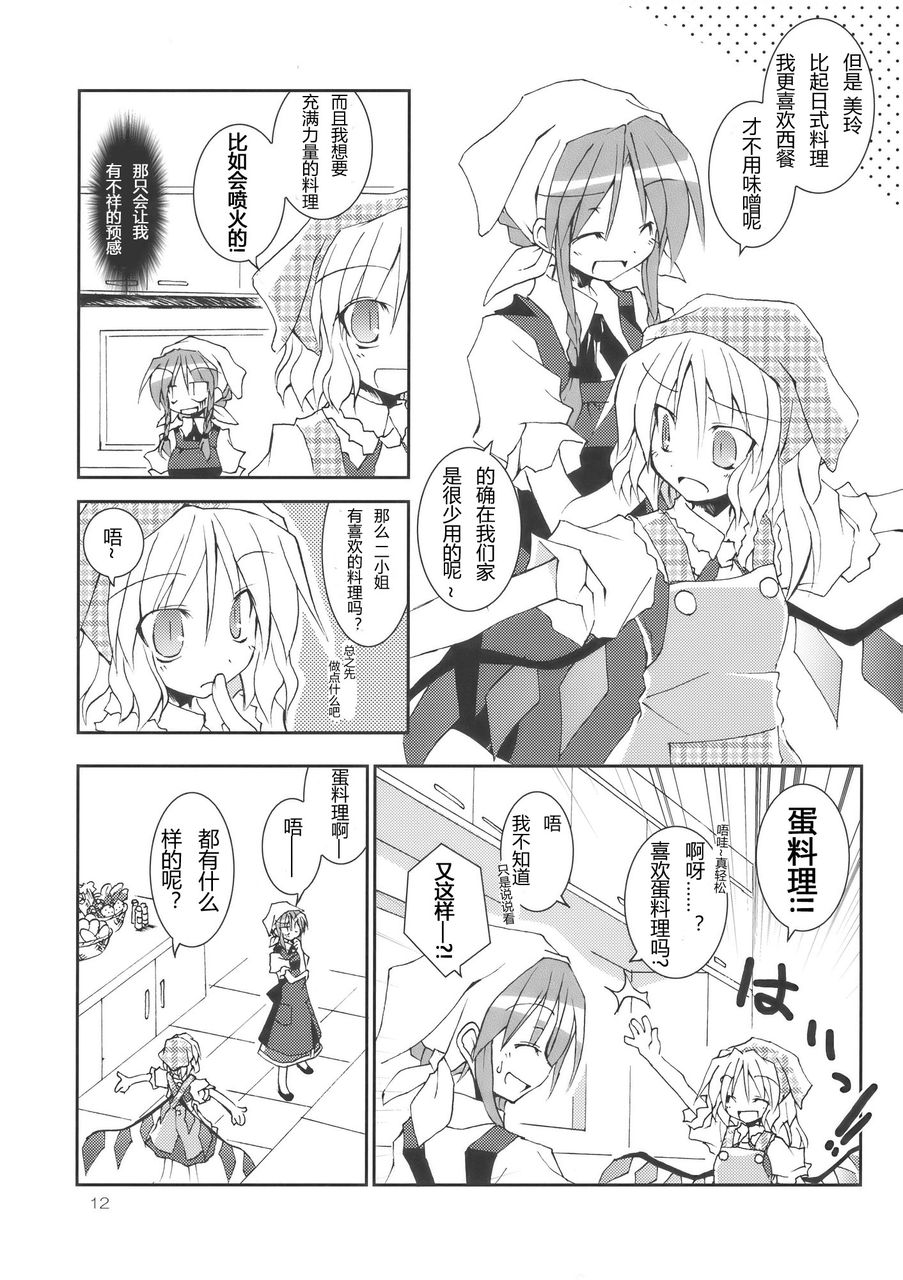 但是 美玲
比起日式料理
我更喜欢西餐
才不用味噌呢
的确在我们家
是很少用的呢~
而且我想要
充满力量的料理
比如会喷火的!!
那只会让我
有不祥的预感
那么 二小姐
有喜欢的料理吗?
总之先
做点什么吧
唔~
蛋料理!!
はーいっ
唔哇~真轻松
啊呀……?
喜欢蛋料理吗?
唔
我不知道
只是说说看
又这样—?!
蛋料理啊—
唔—
都有什么
样的呢?
12